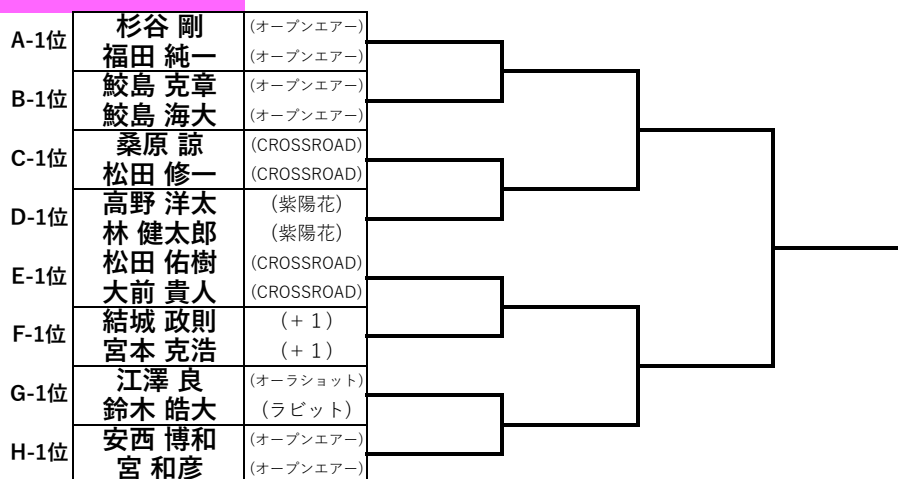 A-1位 杉谷 剛 (オープンエアー)
福田 純一 (オープンエアー)
B-1位 鮫島 克章 (オープンエアー)
鮫島 海大 (オープンエアー)
C-1位 桑原 諒 (CROSSROAD)
松田 修一 (CROSSROAD)
D-1位 高野 洋太 (紫陽花)
林 健太郎 (紫陽花)
E-1位 松田 佑樹 (CROSSROAD)
大前 貴人 (CROSSROAD)
F-1位 結城 政則 (+1)
宮本 克浩 (+1)
G-1位 江澤 良 (オーラショット)
鈴木 皓大 (ラビット)
H-1位 安西 博和 (オープンエアー)
宮 和彦 (オープンエアー)